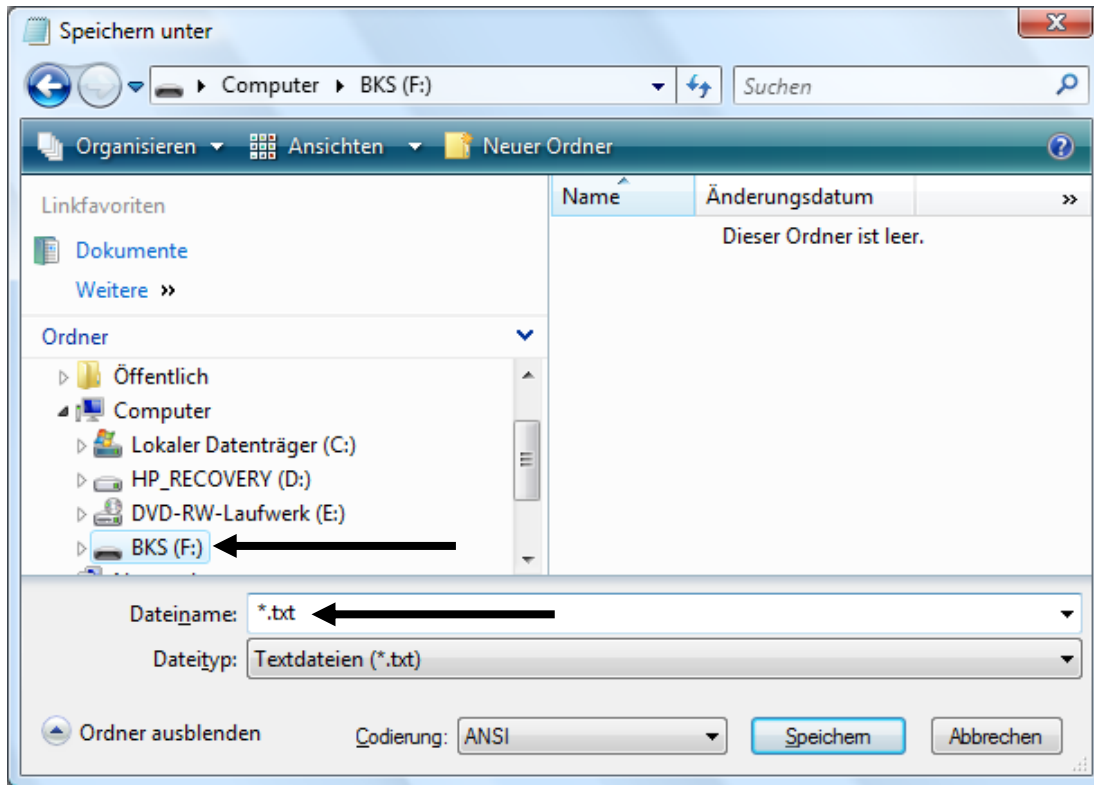 Speichern unter
Computer BKS (F:) Suchen
Organisieren Ansichten Neuer Ordner
Linkfavoriten
Dokumente
Weitere »
Ordner
Öffentlich
Computer
Lokaler Datenträger (C:)
HP_RECOVERY (D:)
DVD-RW-Laufwerk (E:)
BKS (F:)
Name Änderungsdatum »
Dieser Ordner ist leer.
Dateiname: *.txt
Dateityp: Textdateien (*.txt)
Ordner ausblenden Codierung: ANSI Speichern Abbrechen